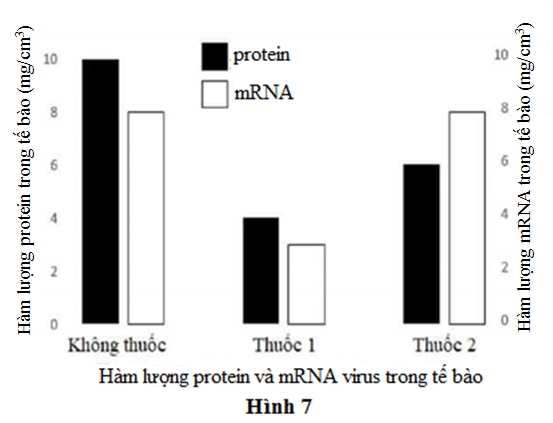 Hàm lượng protein trong tế bào (mg/cm³)
10
8
6
4
2
0
protein
mRNA
10
8
6
4
2
0
Hàm lượng mRNA trong tế bào (mg/cm³)
Không thuốc
Thuốc 1
Thuốc 2
Hàm lượng protein và mRNA virus trong tế bào
Hình 7